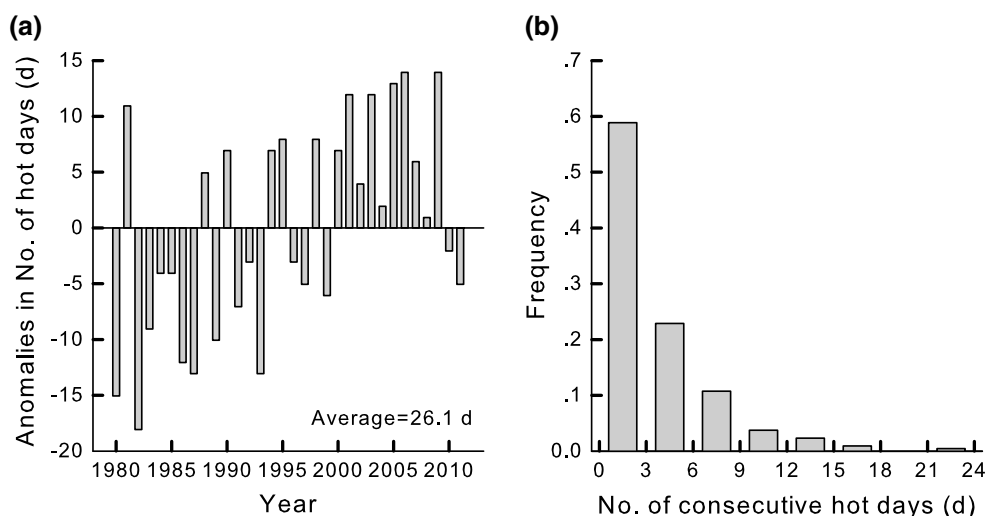 (a)
Anomalies in No. of hot days (d)
15
10
5
0
-5
-10
-15
-20
Average=26.1 d
1980 1985 1990 1995 2000 2005 2010
Year
(b)
Frequency
.7
.6
.5
.4
.3
.2
.1
0.0
0 3 6 9 12 15 18 21 24
No. of consecutive hot days (d)